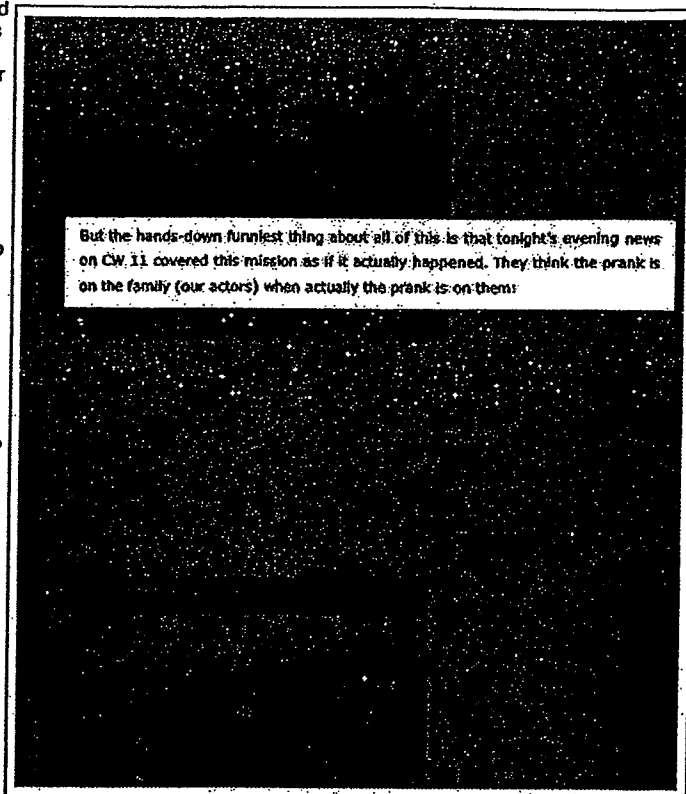 But the hands-down funniest thing about all of this is that tonight's evening news
on CW 11 covered this mission as if it actually happened. They think the prank is
on the family (our actors) when actually the prank is on them: